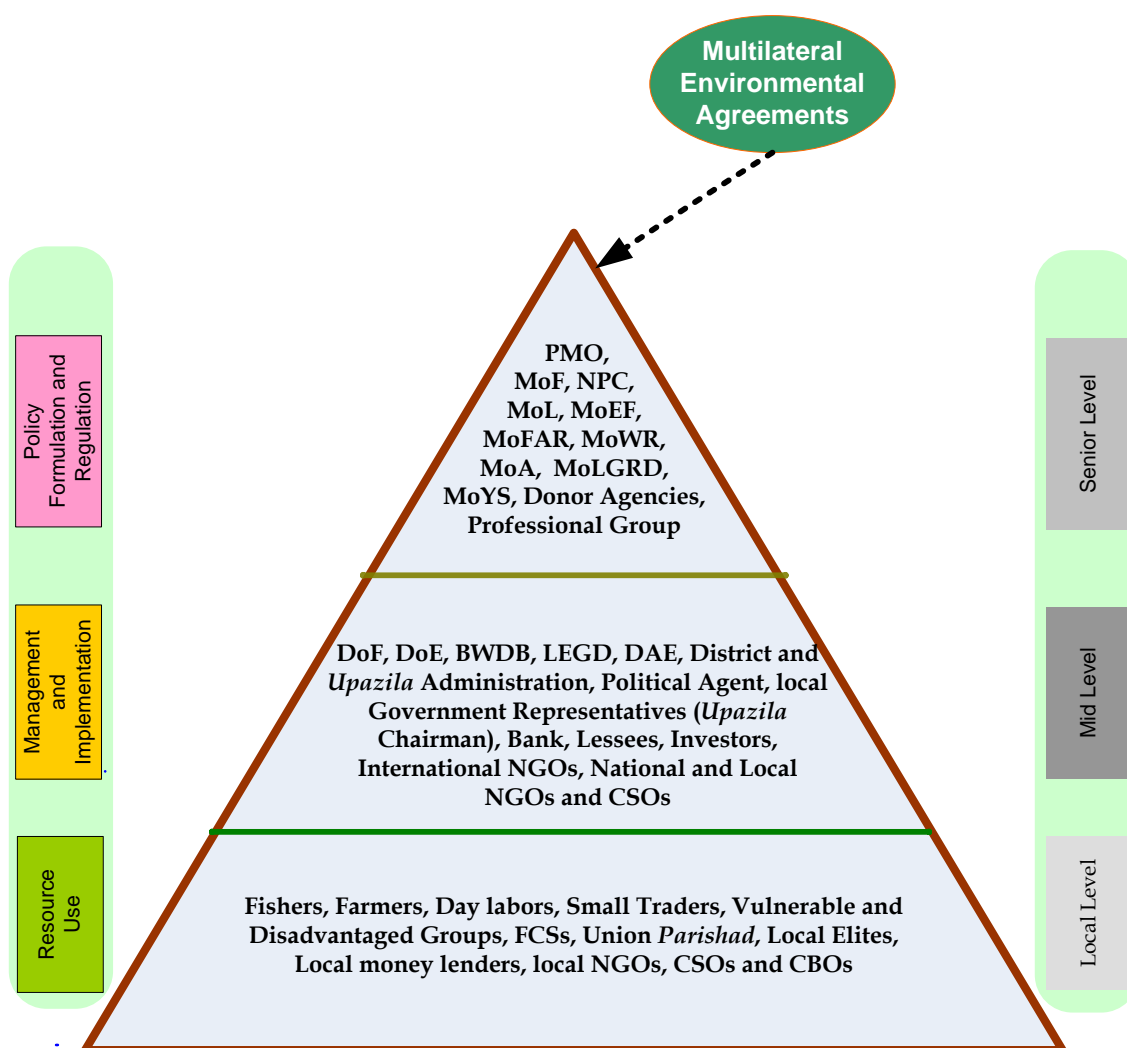 Multilateral
Environmental
Agreements
Policy
Formulation and
Regulation
PMO,
MoF, NPC,
MoL, MoEF,
MoFAR, MoWR,
MoA, MoLGRD,
MoYS, Donor Agencies,
Professional Group
Senior Level
Management
and
Implementation
DoF, DoE, BWDB, LEGD, DAE, District and
Upazila Administration, Political Agent, local
Government Representatives (Upazila
Chairman), Bank, Lessees, Investors,
International NGOs, National and Local
NGOs and CSOs
Mid Level
Resource
Use
Fishers, Farmers, Day labors, Small Traders, Vulnerable and
Disadvantaged Groups, FCSs, Union Parishad, Local Elites,
Local money lenders, local NGOs, CSOs and CBOs
Local Level